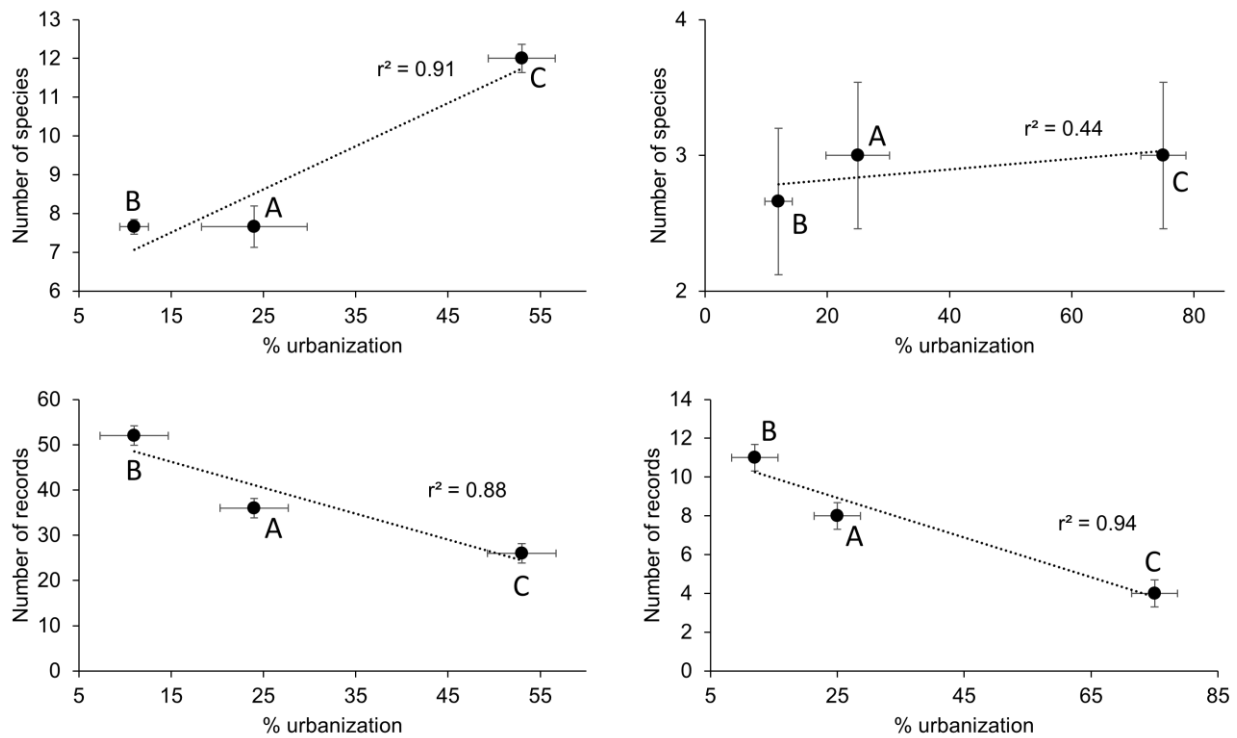 Number of species
13
12
11
10
9
8
7
6
B
A
C
r² = 0.91
5
15
25
35
45
55
% urbanization
Number of species
4
3
2
B
A
C
r² = 0.44
0
20
40
60
80
% urbanization
Number of records
60
50
40
30
20
10
0
B
A
C
r² = 0.88
5
15
25
35
45
55
% urbanization
Number of records
14
12
10
8
6
4
2
0
B
A
C
r² = 0.94
5
25
45
65
85
% urbanization